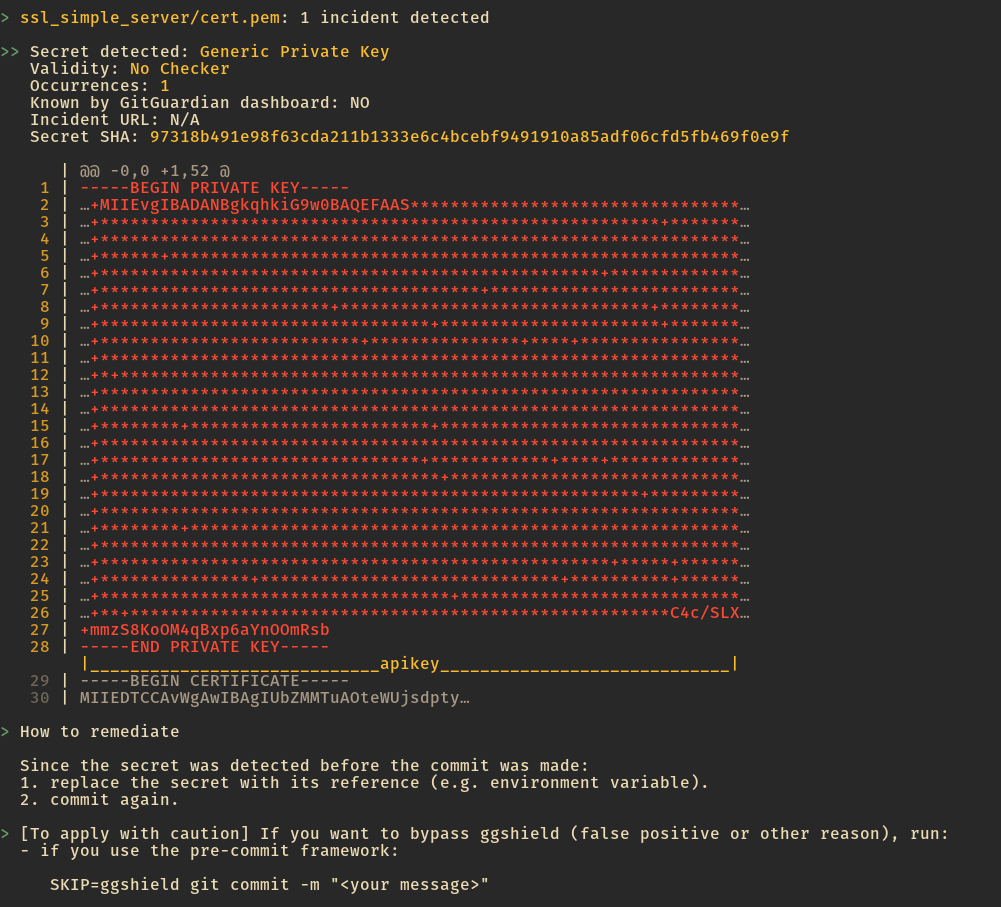 > ssl_simple_server/cert.pem: 1 incident detected
>> Secret detected: Generic Private Key
Validity: No Checker
Occurrences: 1
Known by GitGuardian dashboard: NO
Incident URL: N/A
Secret SHA: 97318b491e98f63cda211b1333e6c4bcebf9491910a85adf06cfd5fb469f0e9f
| @@ -0,0 +1,52 @
1 | -----BEGIN PRIVATE KEY-----
2 | …+MIIEvgIBADANBgkqhkiG9w0BAQEFAAS*********************************…
3 | …+********************************************************+*******…
4 | …+****************************************************************…
5 | …+******+*********************************************************…
6 | …+**************************************************+*************…
7 | …+**************************************+*************************…
8 | …+***********************+*******************************+********…
9 | …+*********************************+**********************+*******…
10 | …+**************************+***************+****+****************…
11 | …+****************************************************************…
12 | …+*+**************************************************************…
13 | …+****************************************************************…
14 | …+****************************************************************…
15 | …+********+************************+******************************…
16 | …+****************************************************************…
17 | …+********************************+************+****+*************…
18 | …+**********************************+*****************************…
19 | …+******************************************************+*********…
20 | …+****************************************************************…
21 | …+********+*******************************************************…
22 | …+****************************************************************…
23 | …+***************************************************+*****+******…
24 | …+***************+******************************+**********+******…
25 | …+***********************************+****************************…
26 | …+**+******************************************************C4c/SLX…
27 | +mmzS8KoOM4qBxp6aYnOOmRsb
28 | -----END PRIVATE KEY-----
|_____________________________apikey_____________________________|
29 | -----BEGIN CERTIFICATE-----
30 | MIIEDTCCAvWgAwIBAgIUbZMMTuAOteWUjsdpty…
> How to remediate
Since the secret was detected before the commit was made:
1. replace the secret with its reference (e.g. environment variable).
2. commit again.
> [To apply with caution] If you want to bypass ggshield (false positive or other reason), run:
- if you use the pre-commit framework:
SKIP=ggshield git commit -m "<your message>"